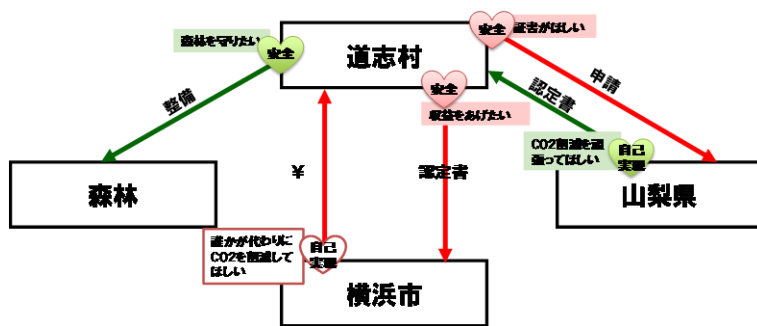 森林を守りたい
安全
道志村
安全
証書がほしい
安全
収益をあげたい
整備
認定書
申請
¥
認定書
CO2削減を頑
張ってほしい
自己
実現
森林
山梨県
誰かが代わりに
CO2を削減して
ほしい
自己
実現
横浜市